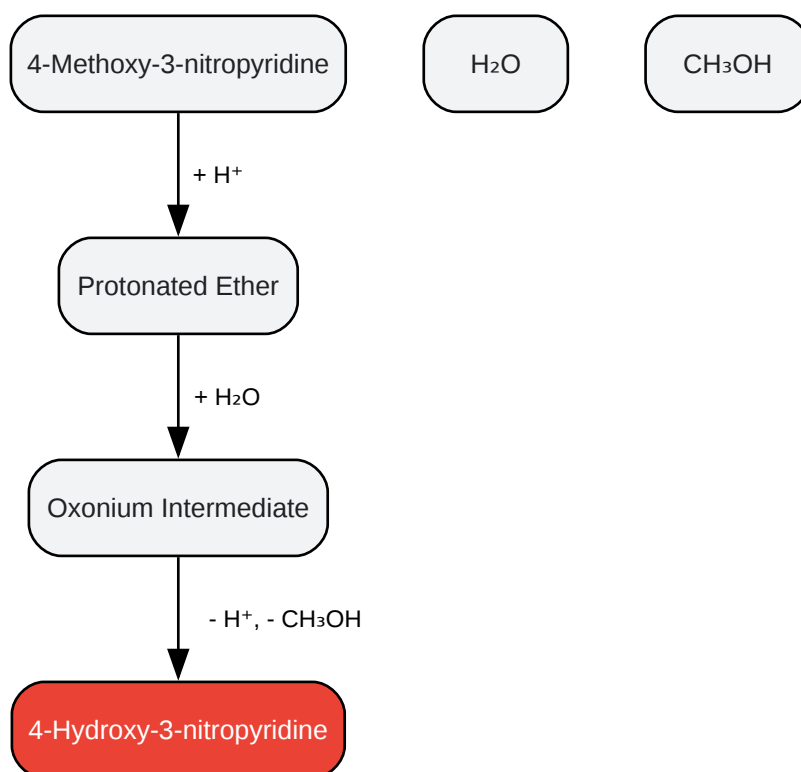 4-Methoxy-3-nitropyridine
H₂O
CH₃OH
+ H⁺
Protonated Ether
+ H₂O
Oxonium Intermediate
- H⁺, - CH₃OH
4-Hydroxy-3-nitropyridine